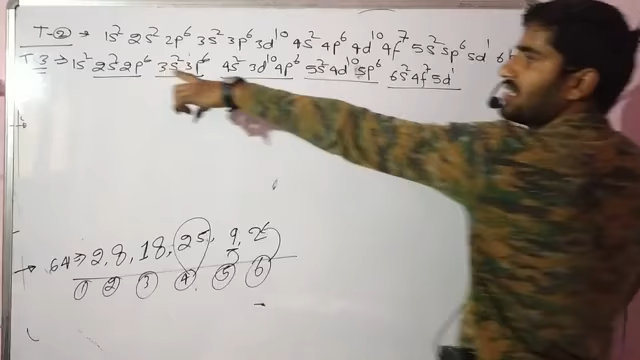 T-② → 1s² 2s² 2p⁶ 3s² 3p⁶ 3d¹⁰ 4s² 4p⁶ 4d¹⁰ 4f⁷ 5s² 5p⁶ 5d¹ 6
T 3 → 1s² 2s² 2p⁶ 3s² 3p⁶ 4s² 3d¹⁰ 4p⁶ 5s² 4d¹⁰ 5p⁶ 6s² 4f⁷ 5d¹
→ 64 ⇒ 2, 8, 18, 25, 9, 2
① ② ③ ④ ⑤ ⑥